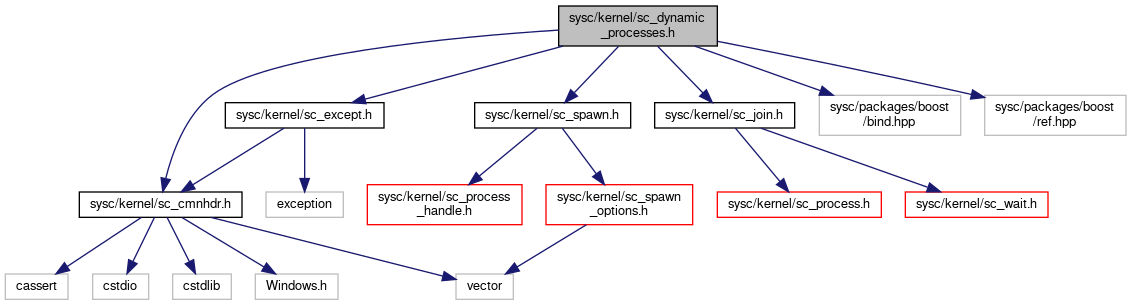 sysc/kernel/sc_dynamic
_processes.h
sysc/kernel/sc_except.h
sysc/kernel/sc_spawn.h
sysc/kernel/sc_join.h
sysc/packages/boost
/bind.hpp
sysc/packages/boost
/ref.hpp
sysc/kernel/sc_cmnhdr.h
exception
sysc/kernel/sc_process
_handle.h
sysc/kernel/sc_spawn
_options.h
sysc/kernel/sc_process.h
sysc/kernel/sc_wait.h
cassert
cstdio
cstdlib
Windows.h
vector